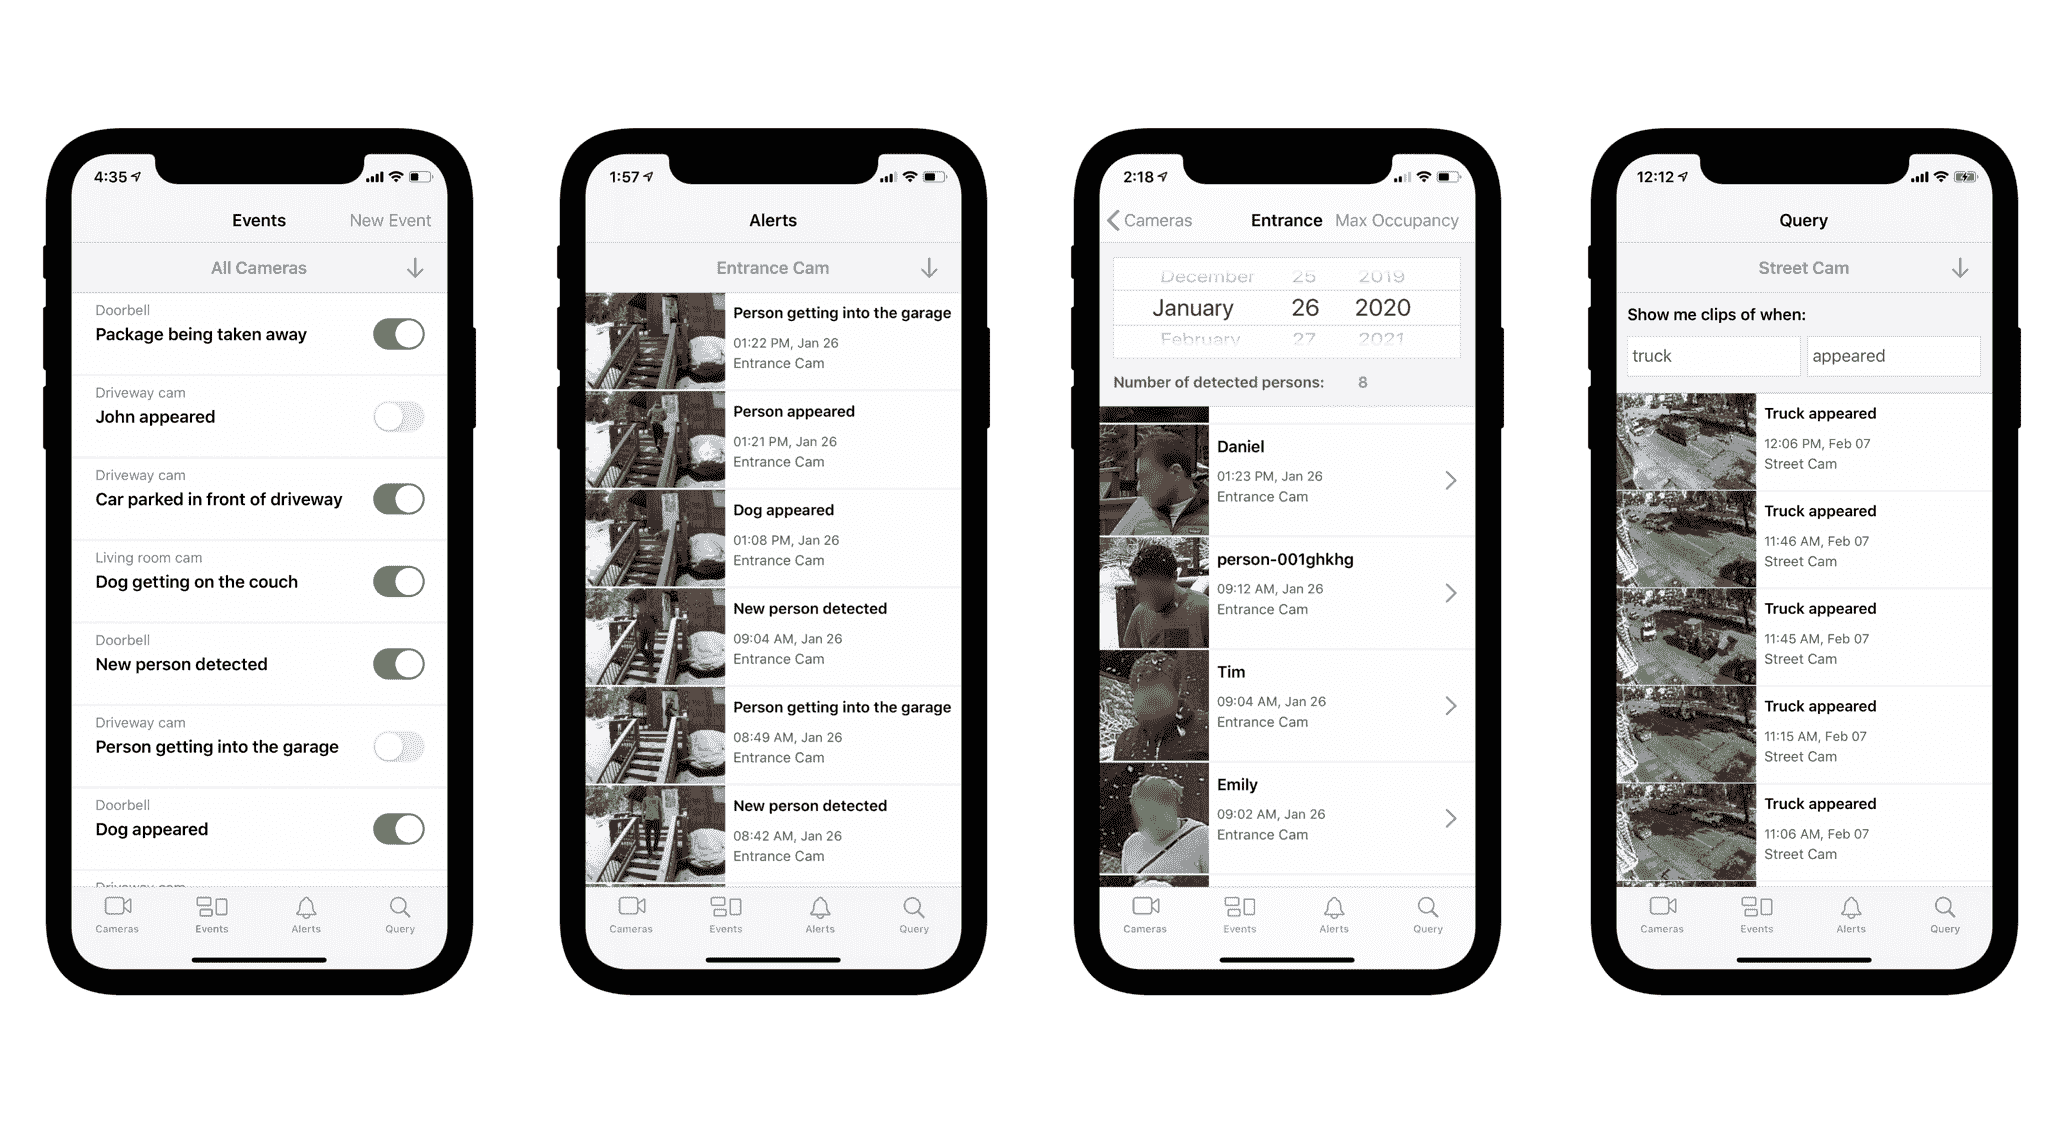 4:35
Events
New Event
All Cameras
Doorbell
Package being taken away
Driveway cam
John appeared
Driveway cam
Car parked in front of driveway
Living room cam
Dog getting on the couch
Doorbell
New person detected
Driveway cam
Person getting into the garage
Doorbell
Dog appeared
Driveway cam
Cameras
Events
Alerts
Query
1:57
Alerts
Entrance Cam
Person getting into the garage
01:22 PM, Jan 26
Entrance Cam
Person appeared
01:21 PM, Jan 26
Entrance Cam
Dog appeared
01:08 PM, Jan 26
Entrance Cam
New person detected
09:04 AM, Jan 26
Entrance Cam
Person getting into the garage
08:49 AM, Jan 26
Entrance Cam
New person detected
08:42 AM, Jan 26
Entrance Cam
Cameras
Events
Alerts
Query
2:18
Cameras
Entrance
Max Occupancy
December 25 2019
January 26 2020
February 27 2021
Number of detected persons: 8
Daniel
01:23 PM, Jan 26
Entrance Cam
person-001ghkhg
09:12 AM, Jan 26
Entrance Cam
Tim
09:04 AM, Jan 26
Entrance Cam
Emily
09:02 AM, Jan 26
Entrance Cam
Cameras
Events
Alerts
Query
12:12
Query
Street Cam
Show me clips of when:
truck
appeared
Truck appeared
12:06 PM, Feb 07
Street Cam
Truck appeared
11:46 AM, Feb 07
Street Cam
Truck appeared
11:45 AM, Feb 07
Street Cam
Truck appeared
11:15 AM, Feb 07
Street Cam
Truck appeared
11:06 AM, Feb 07
Street Cam
Cameras
Events
Alerts
Query